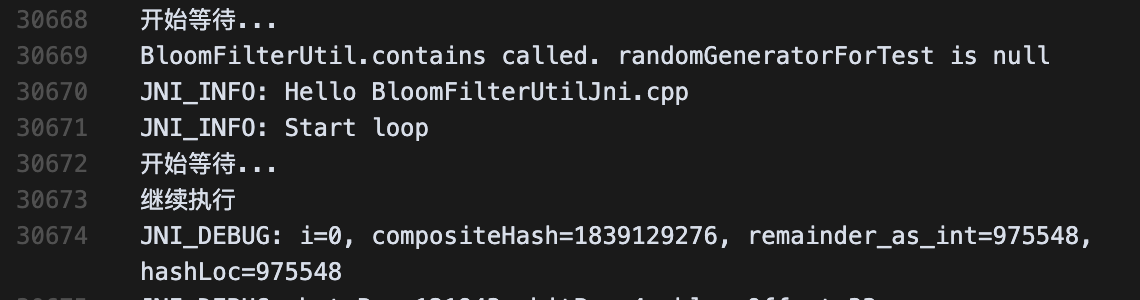 30668 开始等待...
30669 BloomFilterUtil.contains called. randomGeneratorForTest is null
30670 JNI_INFO: Hello BloomFilterUtilJni.cpp
30671 JNI_INFO: Start loop
30672 开始等待...
30673 继续执行
30674 JNI_DEBUG: i=0, compositeHash=1839129276, remainder_as_int=975548,
hashLoc=975548